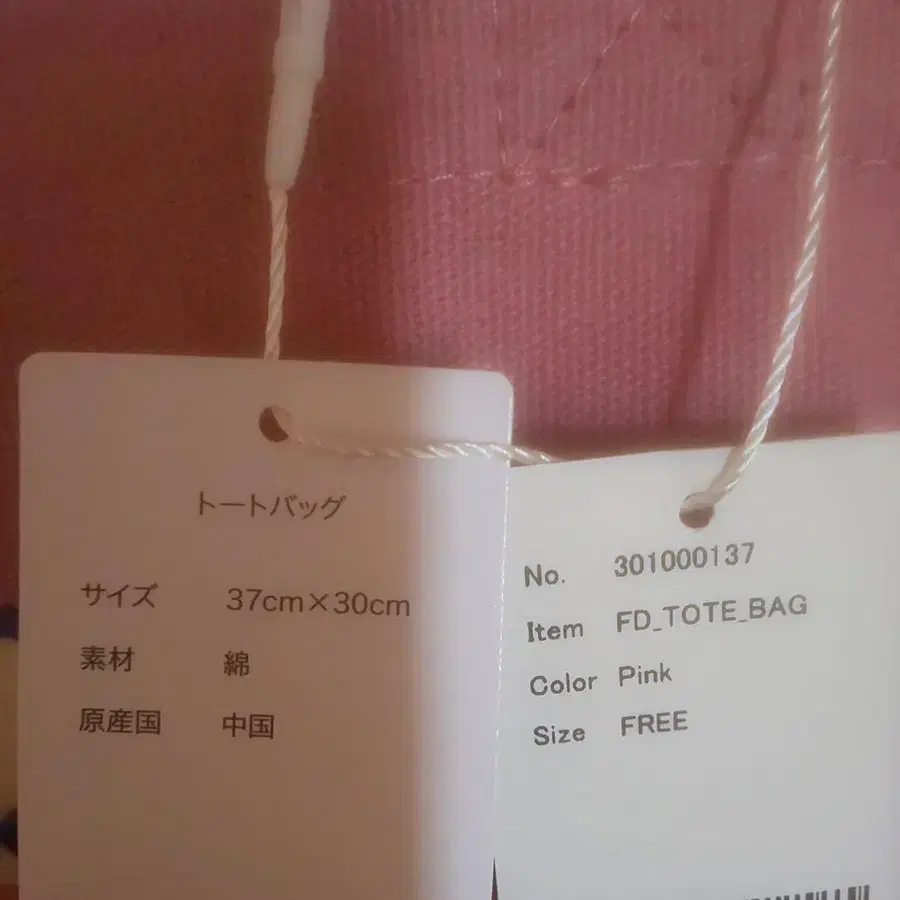 トートバッグ
サイズ 37cm×30cm
素材 綿
原産国 中国
No. 301000137
Item FD_TOTE_BAG
Color Pink
Size FREE